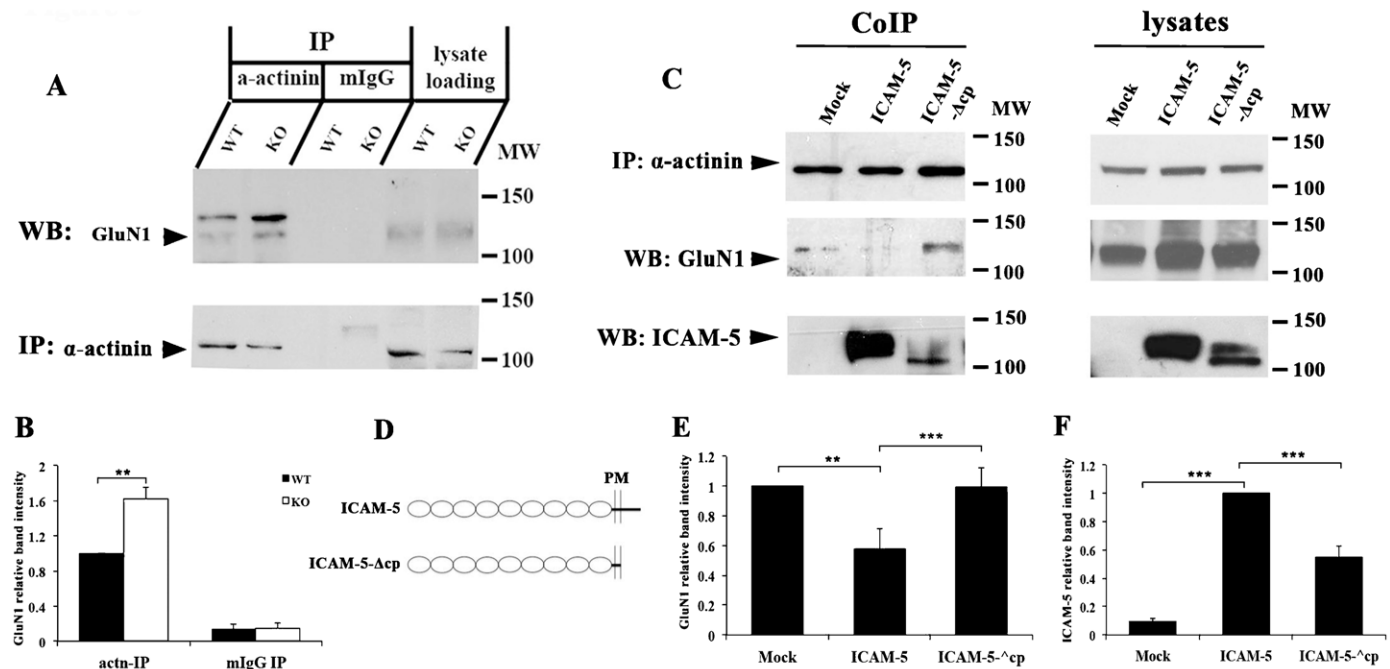 A
IP
lysate
loading
a-actinin
mIgG
WT
KO
WT
KO
WT
KO
MW
150
WB: GluN1
100
150
IP: α-actinin
100
B
GluN1 relative band intensity
2
1.6
1.2
0.8
0.4
0
**
WT
KO
actn-IP
mIgG IP
C
CoIP
lysates
Mock
ICAM-5
ICAM-5
-Δcp
MW
Mock
ICAM-5
ICAM-5
-Δcp
MW
150
IP: α-actinin
100
150
100
150
WB: GluN1
100
150
100
150
WB: ICAM-5
100
150
100
D
PM
ICAM-5
ICAM-5-Δcp
E
GluN1 relative band intensity
1.2
1
0.8
0.6
0.4
0.2
0
**
***
Mock
ICAM-5
ICAM-5-^cp
F
ICAM-5 relative band intensity
1.2
1
0.8
0.6
0.4
0.2
0
***
***
Mock
ICAM-5
ICAM-5-^cp